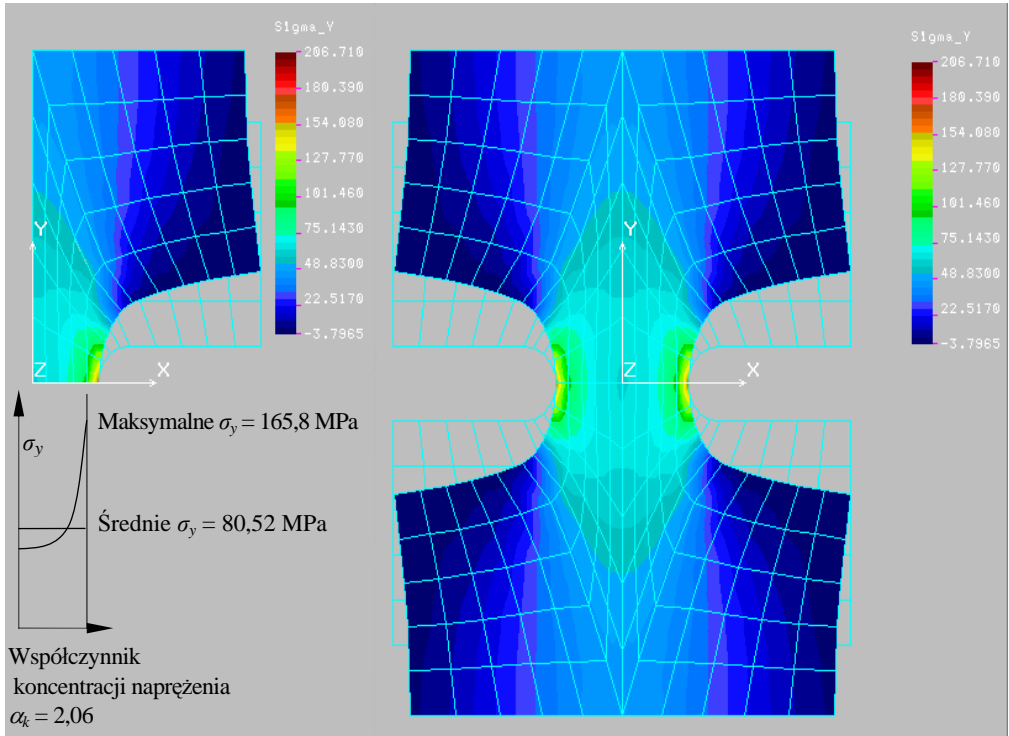 Sigma_Y
206.710
180.390
154.080
127.770
101.460
75.1430
48.8300
22.5170
-3.7965
Y
Z
X
σy
Maksymalne σy = 165,8 MPa
Średnie σy = 80,52 MPa
Współczynnik
koncentracji naprężenia
αk = 2,06
Y
Z
X
Sigma_Y
206.710
180.390
154.080
127.770
101.460
75.1430
48.8300
22.5170
-3.7965